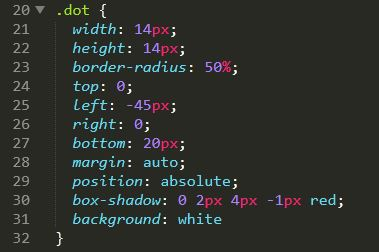 20 .dot {
21 width: 14px;
22 height: 14px;
23 border-radius: 50%;
24 top: 0;
25 left: -45px;
26 right: 0;
27 bottom: 20px;
28 margin: auto;
29 position: absolute;
30 box-shadow: 0 2px 4px -1px red;
31 background: white
32 }